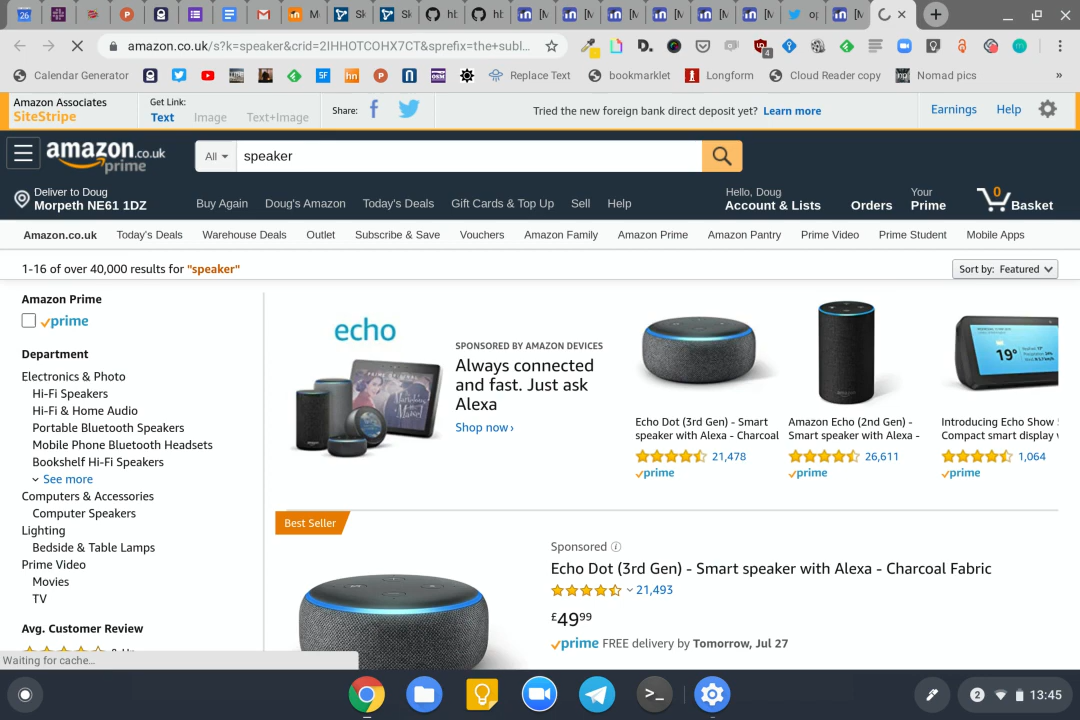 26
M
Sk
Sk
ht
ht
[M
[M
[M
[M
[M
[M
op
[M
amazon.co.uk/s?k=speaker&crid=2IHHOTCOHX7CT&sprefix=the+subl...
Calendar Generator
SF
hn
Replace Text
bookmarklet
Longform
Cloud Reader copy
Nomad pics
»
Amazon Associates
SiteStripe
Get Link:
Text Image Text+Image
Share:
Tried the new foreign bank direct deposit yet? Learn more
Earnings Help
amazon.co.uk
prime
All speaker
Deliver to Doug
Morpeth NE61 1DZ
Buy Again Doug's Amazon Today's Deals Gift Cards & Top Up Sell Help
Hello, Doug
Account & Lists
Orders
Your
Prime
0
Basket
Amazon.co.uk Today's Deals Warehouse Deals Outlet Subscribe & Save Vouchers Amazon Family Amazon Prime Amazon Pantry Prime Video Prime Student Mobile Apps
1-16 of over 40,000 results for "speaker"
Sort by: Featured
Amazon Prime
prime
Department
Electronics & Photo
Hi-Fi Speakers
Hi-Fi & Home Audio
Portable Bluetooth Speakers
Mobile Phone Bluetooth Headsets
Bookshelf Hi-Fi Speakers
See more
Computers & Accessories
Computer Speakers
Lighting
Bedside & Table Lamps
Prime Video
Movies
TV
Avg. Customer Review
echo
SPONSORED BY AMAZON DEVICES
Always connected
and fast. Just ask
Alexa
Shop now ›
Echo Dot (3rd Gen) - Smart
speaker with Alexa - Charcoal
21,478
prime
Amazon Echo (2nd Gen) -
Smart speaker with Alexa -
26,611
prime
19°
Introducing Echo Show
Compact smart display
1,064
prime
Best Seller
Sponsored
Echo Dot (3rd Gen) - Smart speaker with Alexa - Charcoal Fabric
21,493
£4999
prime FREE delivery by Tomorrow, Jul 27
Waiting for cache...
2
13:45